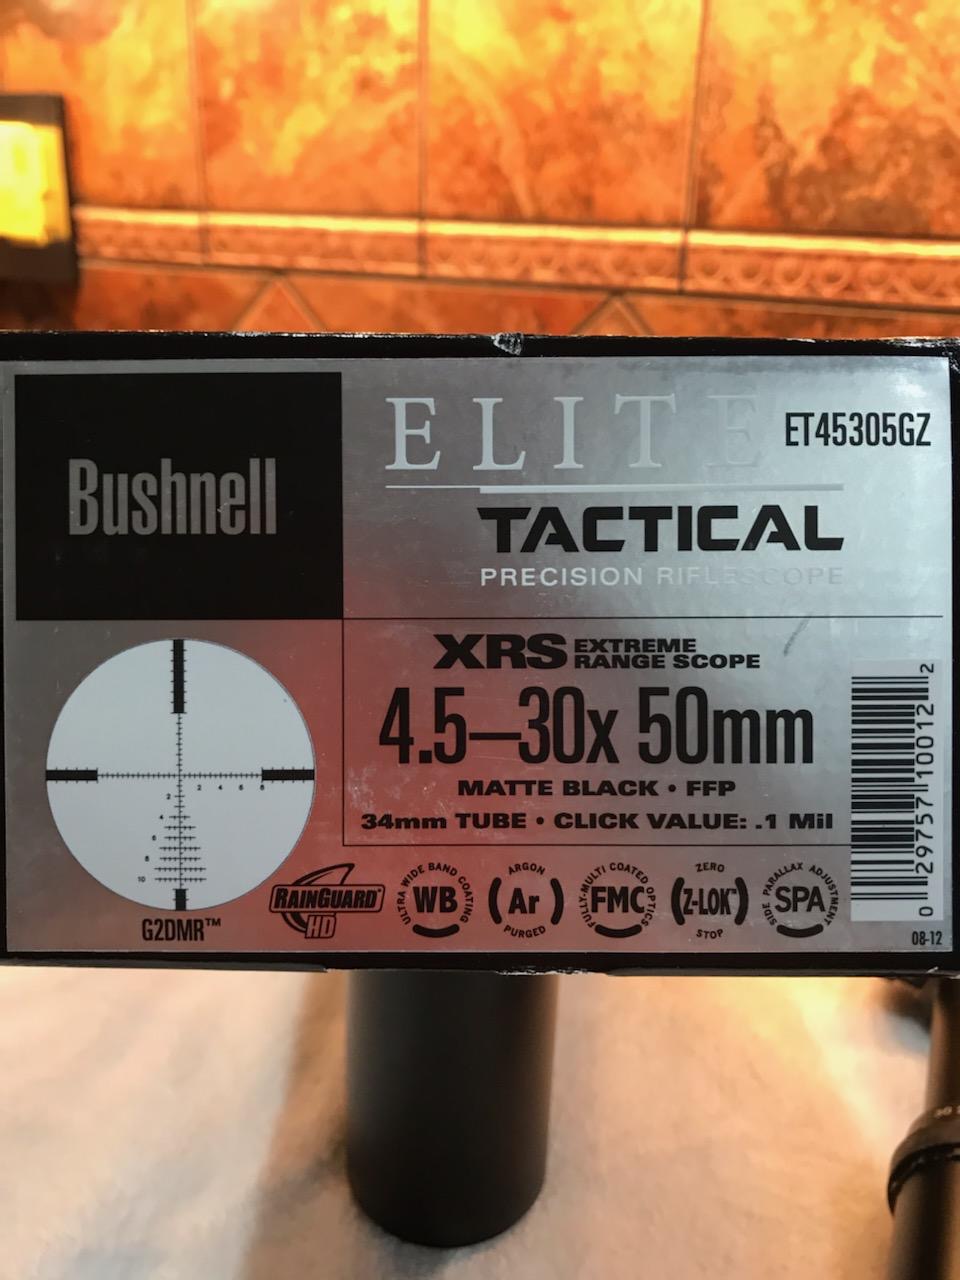 Bushnell
ELITE
ET45305GZ
TACTICAL
PRECISION RIFLESCOPE
XRS EXTREME RANGE SCOPE
4.5–30x 50mm
MATTE BLACK • FFP
34mm TUBE • CLICK VALUE: .1 Mil
2 4 6 8
2
4
6
8
10
G2DMR™
RAINGUARD® HD
ULTRA WIDE BAND COATING
WB
ARGON
(Ar)
PURGED
FULLY-MULTI COATED OPTICS
FMC
ZERO
(Z-LOK™)
STOP
SIDE PARALLAX ADJUSTMENT
SPA
0 29757 10012 2
08-12